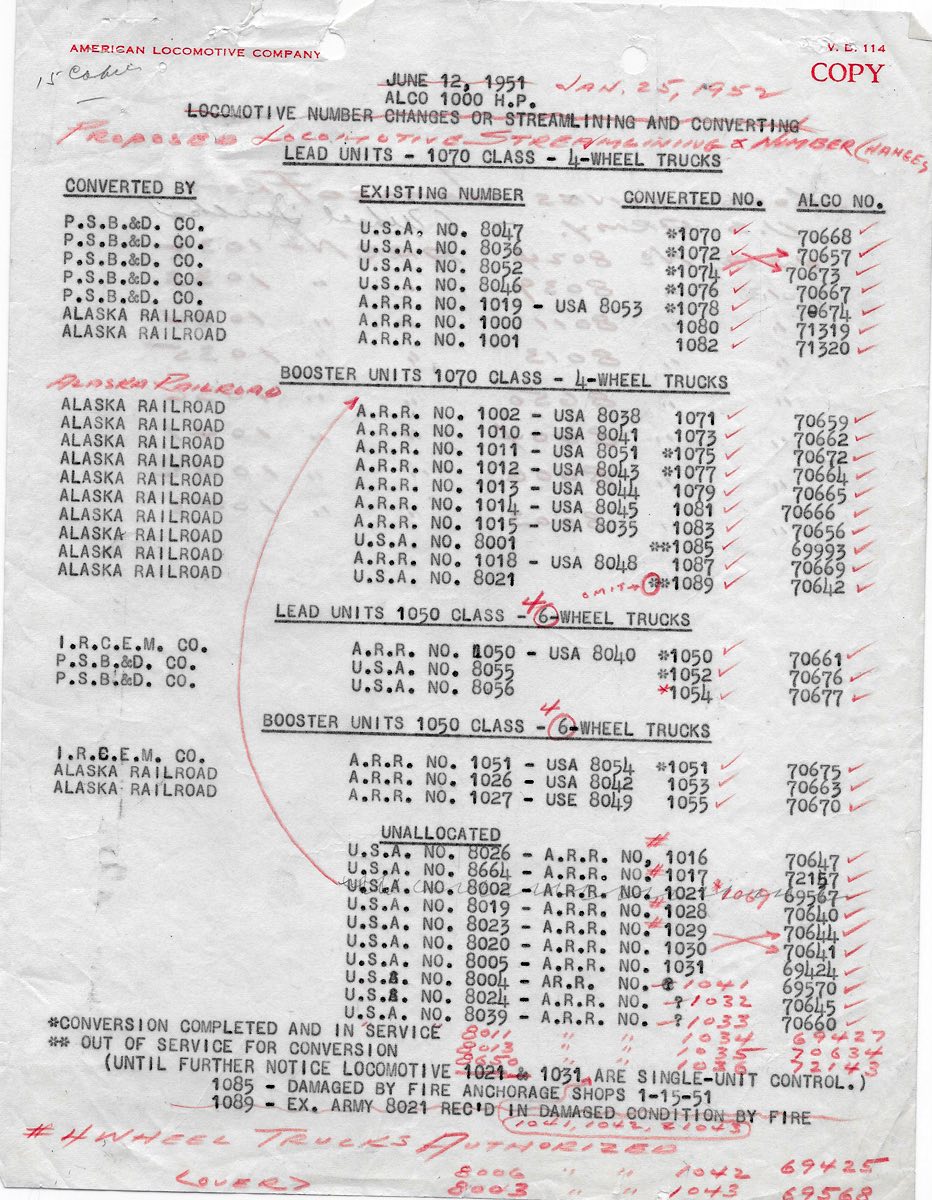 AMERICAN LOCOMOTIVE COMPANY
V. E. 114
COPY
JUNE 12, 1951 JAN. 25, 1952
ALCO 1000 H.P.
LOCOMOTIVE NUMBER CHANGES OR STREAMLINING AND CONVERTING
PROPOSED LOCOMOTIVE STREAMLINING & NUMBER CHANGES
LEAD UNITS - 1070 CLASS - 4-WHEEL TRUCKS
CONVERTED BY EXISTING NUMBER CONVERTED NO. ALCO NO.
P.S.B.&D. CO. U.S.A. NO. 8047 *1070 70668
P.S.B.&D. CO. U.S.A. NO. 8036 *1072 70657
P.S.B.&D. CO. U.S.A. NO. 8052 *1074 70673
P.S.B.&D. CO. U.S.A. NO. 8046 *1076 70667
P.S.B.&D. CO. A.R.R. NO. 1019 - USA 8053 *1078 70674
ALASKA RAILROAD A.R.R. NO. 1000 1080 71319
ALASKA RAILROAD A.R.R. NO. 1001 1082 71320
BOOSTER UNITS 1070 CLASS - 4-WHEEL TRUCKS
ALASKA RAILROAD
ALASKA RAILROAD A.R.R. NO. 1002 - USA 8038 1071 70659
ALASKA RAILROAD A.R.R. NO. 1010 - USA 8041 1073 70662
ALASKA RAILROAD A.R.R. NO. 1011 - USA 8051 *1075 70672
ALASKA RAILROAD A.R.R. NO. 1012 - USA 8043 *1077 70664
ALASKA RAILROAD A.R.R. NO. 1013 - USA 8044 1079 70665
ALASKA RAILROAD A.R.R. NO. 1014 - USA 8045 1081 70666
ALASKA RAILROAD A.R.R. NO. 1015 - USA 8035 1083 70656
ALASKA RAILROAD U.S.A. NO. 8001 **1085 69993
ALASKA RAILROAD A.R.R. NO. 1018 - USA 8048 1087 70669
ALASKA RAILROAD U.S.A. NO. 8021 OMIT **1089 70642
LEAD UNITS 1050 CLASS - 4 6-WHEEL TRUCKS
I.R.C.E.M. CO. A.R.R. NO. 1050 - USA 8040 *1050 70661
P.S.B.&D. CO. U.S.A. NO. 8055 *1052 70676
P.S.B.&D. CO. U.S.A. NO. 8056 *1054 70677
BOOSTER UNITS 1050 CLASS - 4 6-WHEEL TRUCKS
I.R.C.E.M. CO. A.R.R. NO. 1051 - USA 8054 *1051 70675
ALASKA RAILROAD A.R.R. NO. 1026 - USA 8042 1053 70663
ALASKA RAILROAD A.R.R. NO. 1027 - USE 8049 1055 70670
UNALLOCATED
U.S.A. NO. 8026 - A.R.R. NO. #1016 70647
U.S.A. NO. 8664 - A.R.R. NO. #1017 72157
U.S.A. NO. 8002 - A.R.R. NO. 1021 *1069 69567
U.S.A. NO. 8019 - A.R.R. NO. #1028 70640
U.S.A. NO. 8023 - A.R.R. NO. #1029 70644
U.S.A. NO. 8020 - A.R.R. NO. 1030 70641
U.S.A. NO. 8005 - A.R.R. NO. 1031 69424
U.S.A. NO. 8004 - AR.R. NO. ? 1041 69570
U.S.A. NO. 8024 - A.R.R. NO. ? 1032 70645
U.S.A. NO. 8039 - A.R.R. NO. ? 1033 70660
*CONVERSION COMPLETED AND IN SERVICE 8011 " " 1034 69427
** OUT OF SERVICE FOR CONVERSION 8013 " " 1035 70634
8650 " " 72143
(UNTIL FURTHER NOTICE LOCOMOTIVE 1021 & 1031 ARE SINGLE-UNIT CONTROL.)
1085 - DAMAGED BY FIRE ANCHORAGE SHOPS 1-15-51
1089 - EX. ARMY 8021 REC'D IN DAMAGED CONDITION BY FIRE
1041, 1042, & 1043
# 4 WHEEL TRUCKS AUTHORIZED
8006 " " 1042 69425
(OVER) 8003 " " 1043 69568